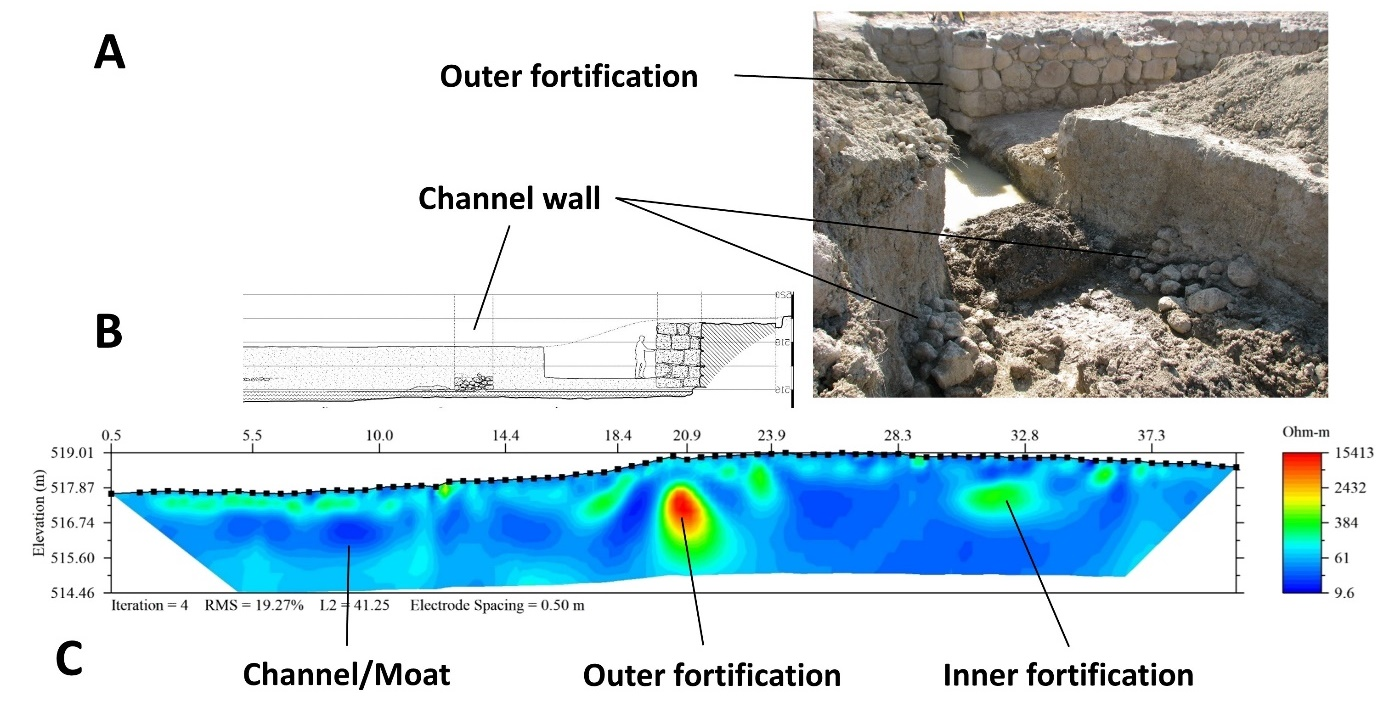 A
Outer fortification
Channel wall
B
0.5 5.5 10.0 14.4 18.4 20.9 23.9 28.3 32.8 37.3
Ohm-m
519.01
517.87
516.74
515.60
514.46
Elevation (m)
15413
2432
384
61
9.6
Iteration = 4 RMS = 19.27% L2 = 41.25 Electrode Spacing = 0.50 m
C
Channel/Moat
Outer fortification
Inner fortification